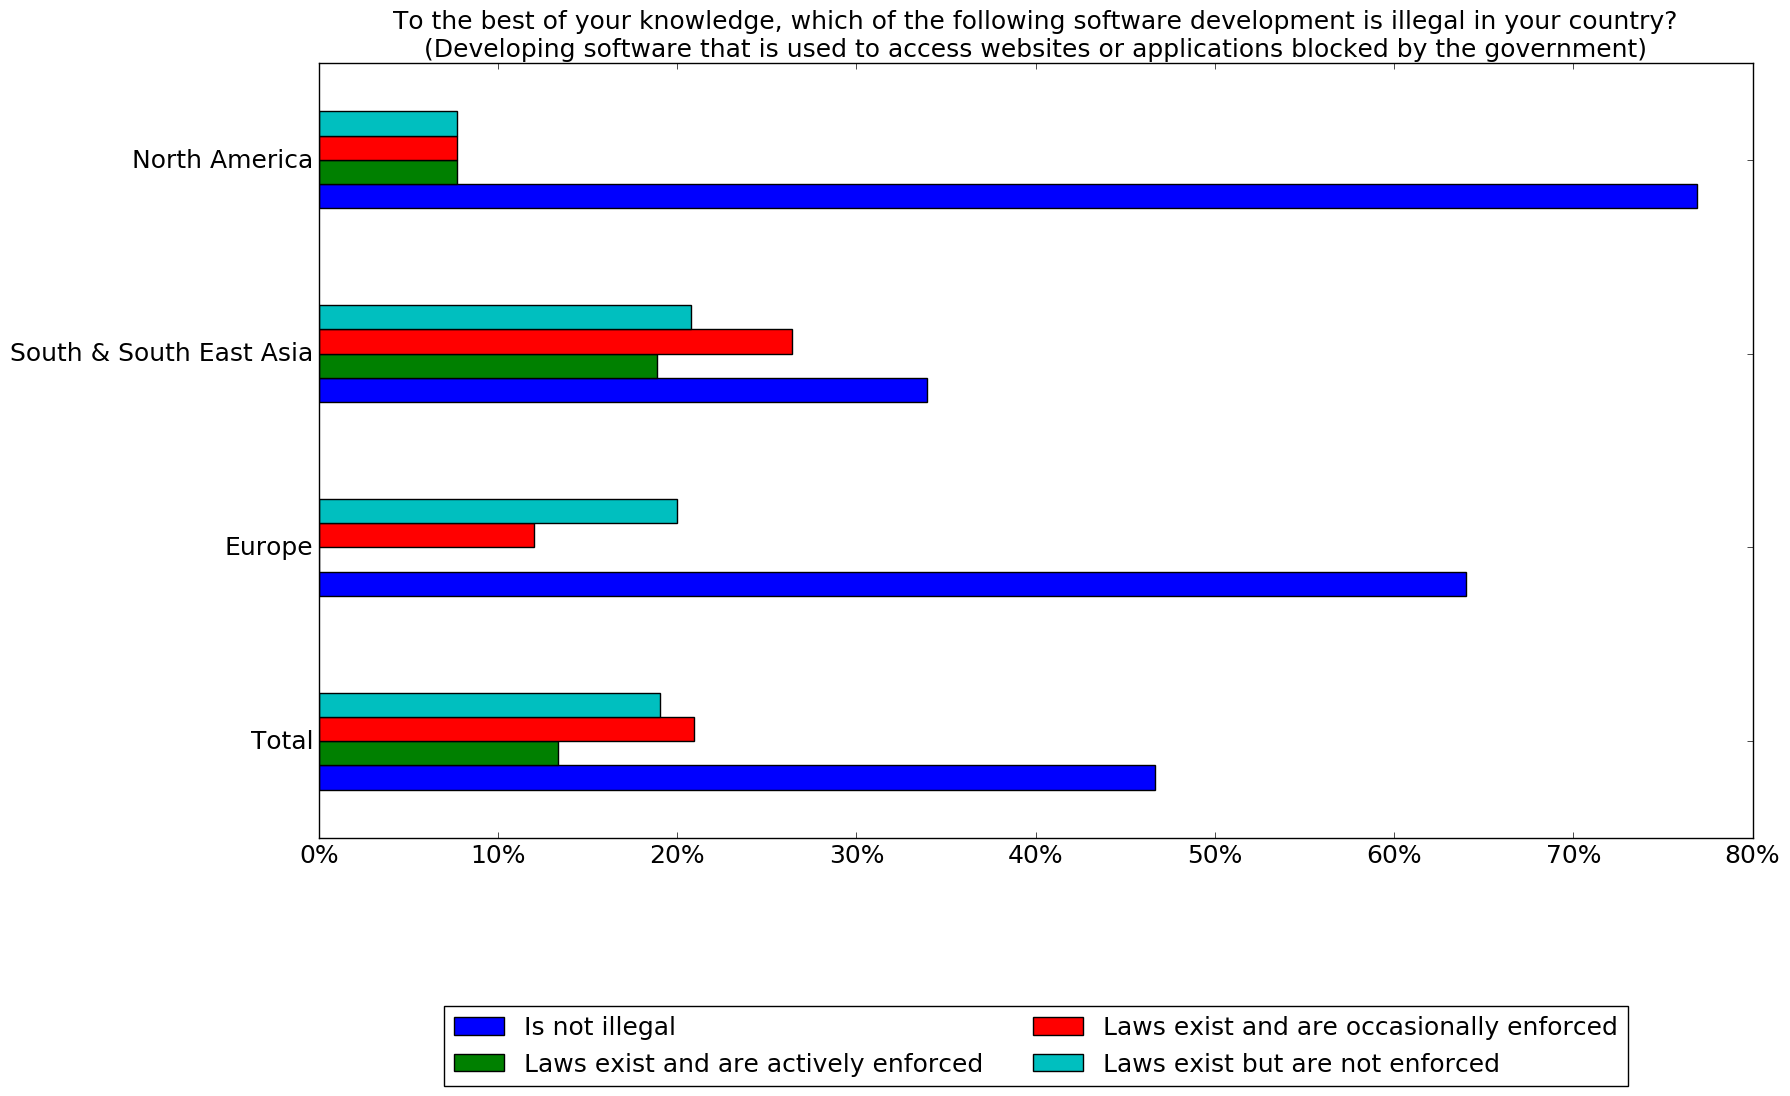 To the best of your knowledge, which of the following software development is illegal in your country?
(Developing software that is used to access websites or applications blocked by the government)
North America
South & South East Asia
Europe
Total
0% 10% 20% 30% 40% 50% 60% 70% 80%
Is not illegal
Laws exist and are actively enforced
Laws exist and are occasionally enforced
Laws exist but are not enforced